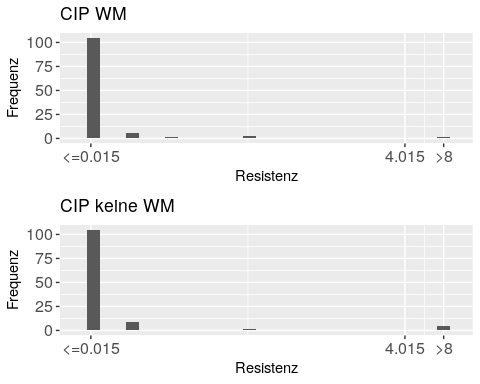 CIP WM
Frequenz
100
75
50
25
0
<=0.015
4.015
>8
Resistenz
CIP keine WM
Frequenz
100
75
50
25
0
<=0.015
4.015
>8
Resistenz